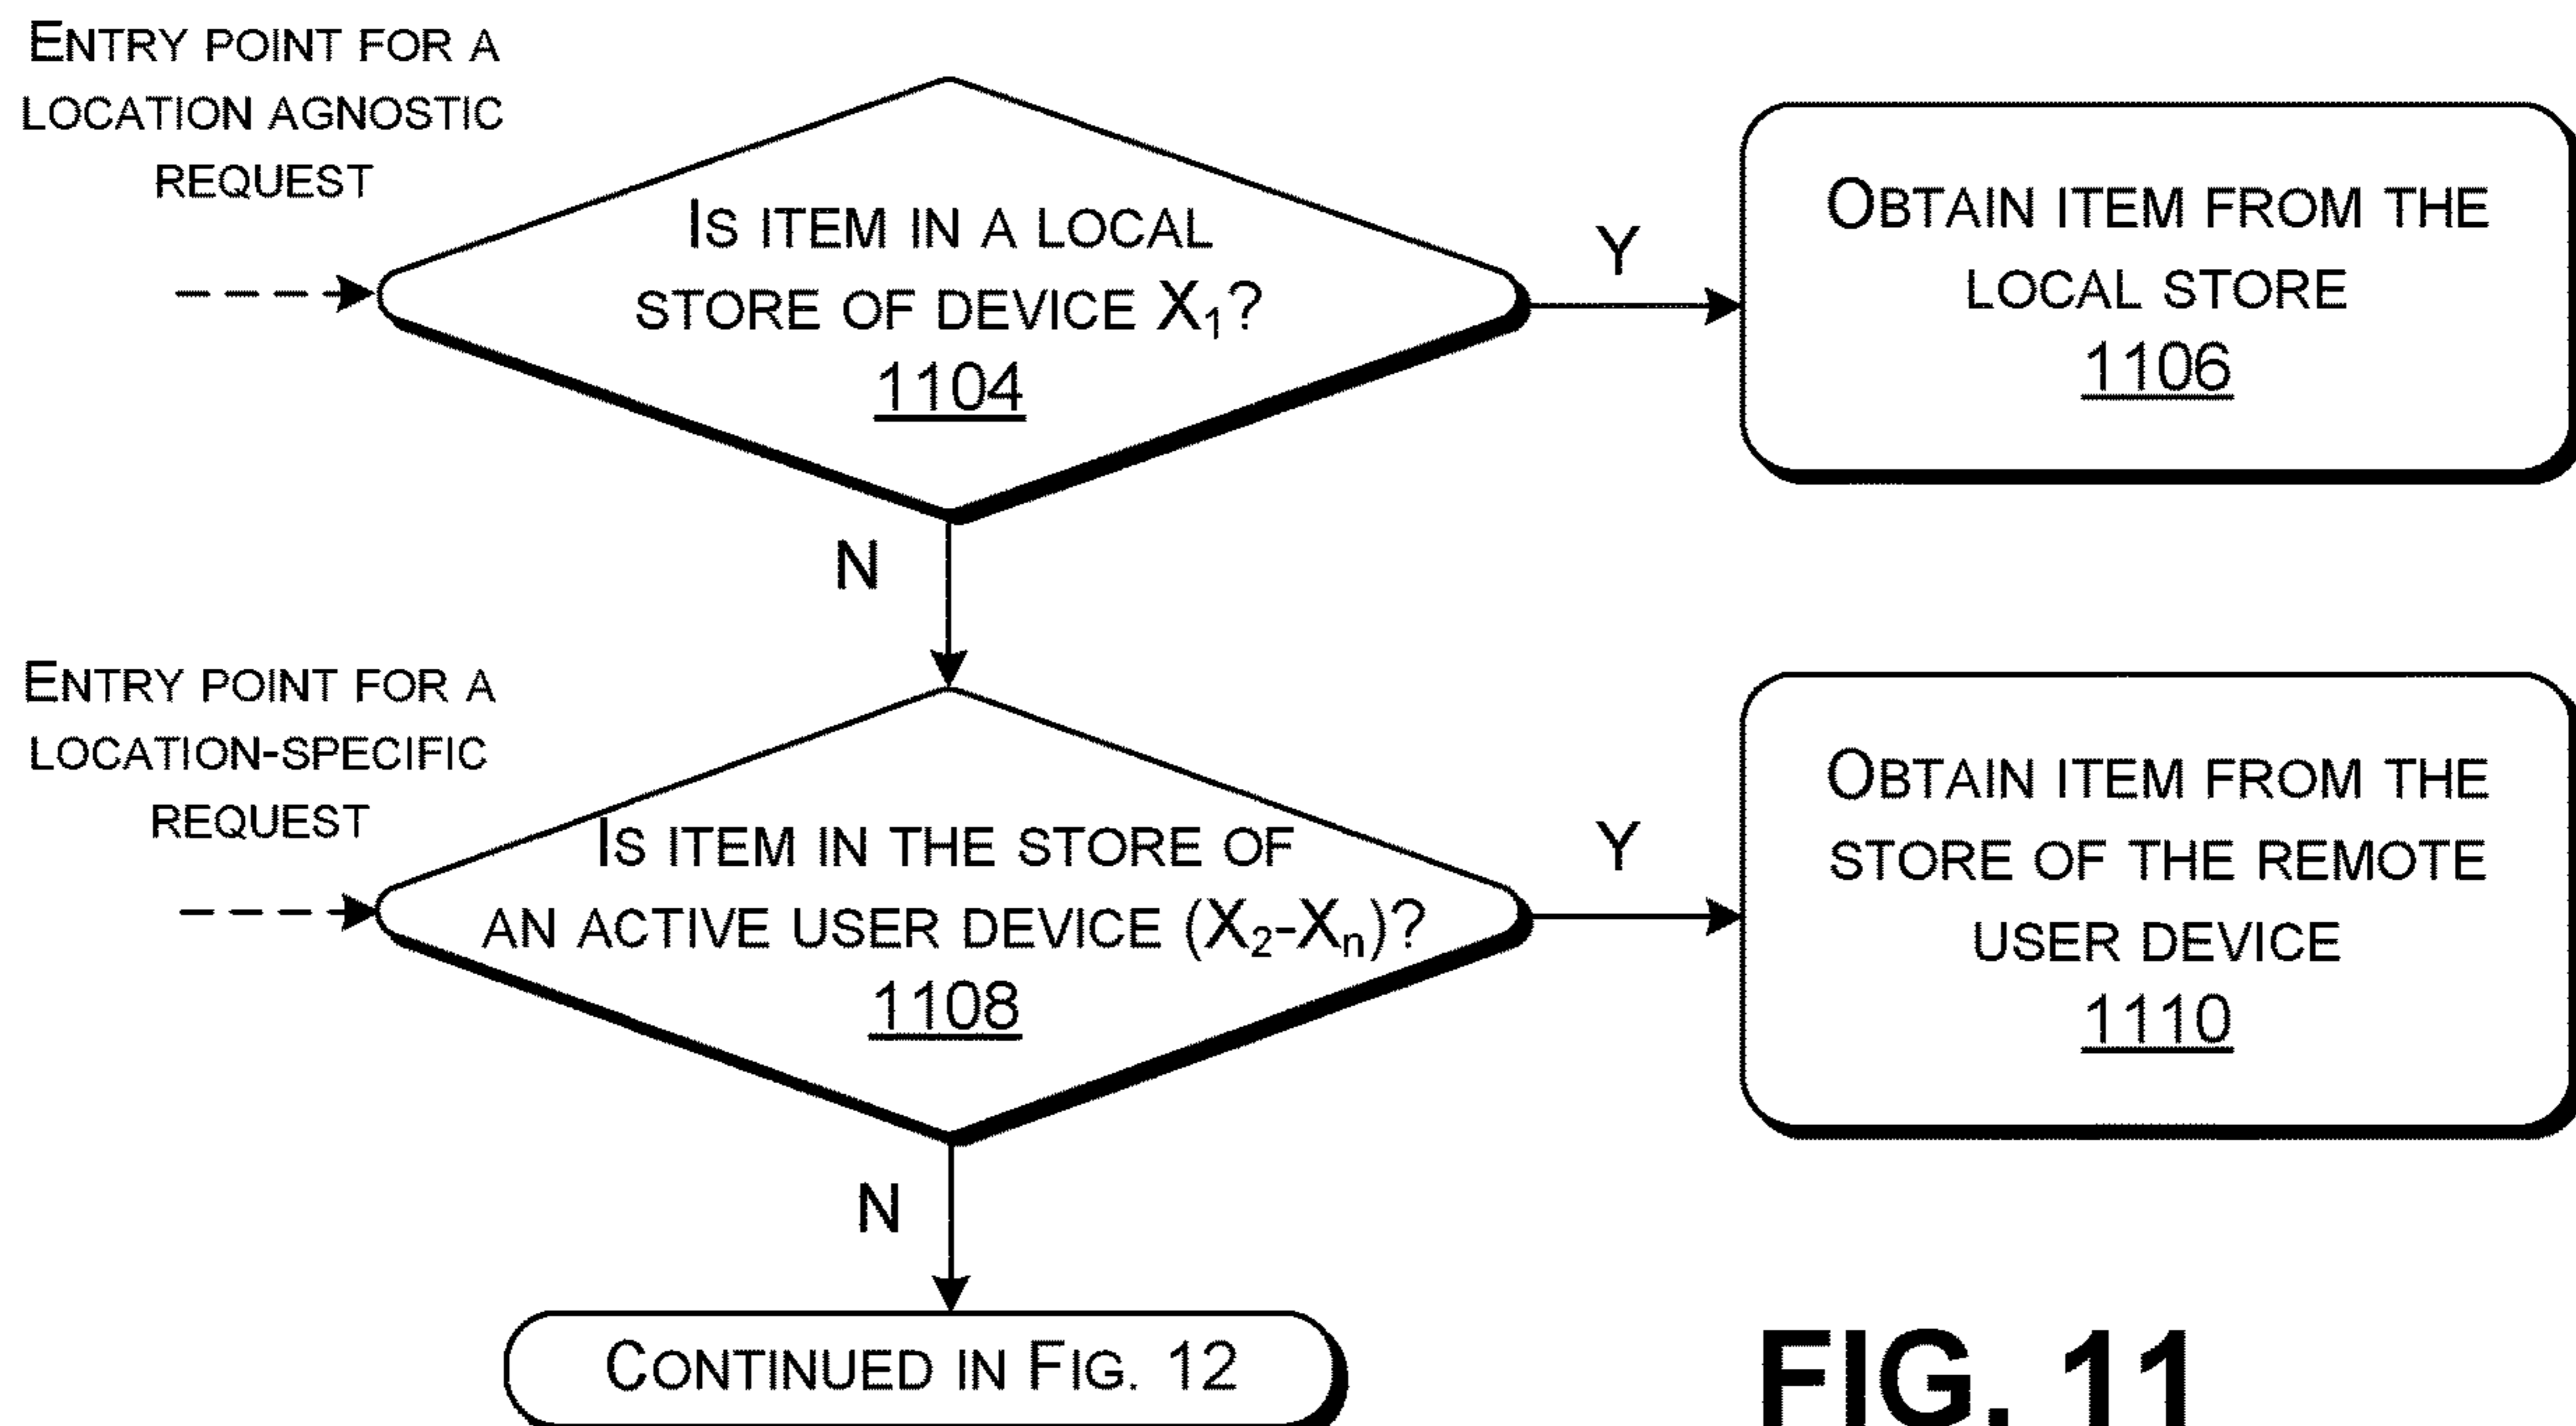 ENTRY POINT FOR A
LOCATION AGNOSTIC
REQUEST
IS ITEM IN A LOCAL
STORE OF DEVICE X₁?
1104
Y
OBTAIN ITEM FROM THE
LOCAL STORE
1106
N
ENTRY POINT FOR A
LOCATION-SPECIFIC
REQUEST
IS ITEM IN THE STORE OF
AN ACTIVE USER DEVICE (X₂-Xₙ)?
1108
Y
OBTAIN ITEM FROM THE
STORE OF THE REMOTE
USER DEVICE
1110
N
CONTINUED IN FIG. 12
FIG. 11